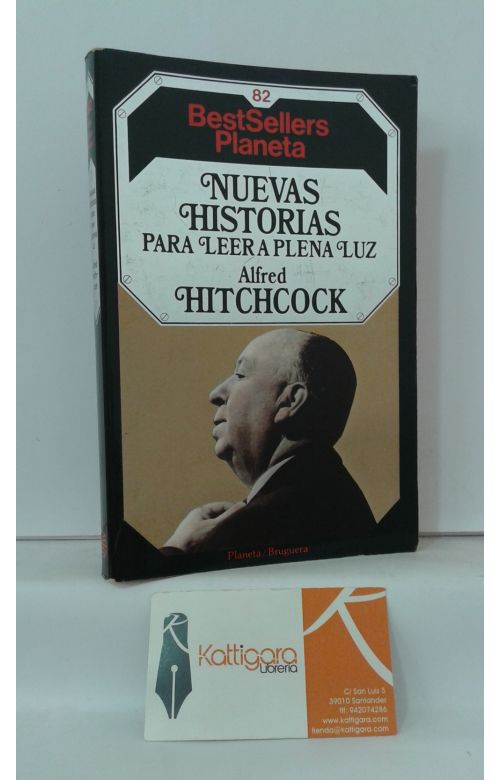 82
BestSellers
Planeta
NUEVAS
HISTORIAS
PARA LEER A PLENA LUZ
Alfred
HITCHCOCK
Planeta / Bruguera
Kattigara
Librería
C/ San Luis 5
39010 Santander
tlf: 942074286
www.kattigara.com
tienda@kattigara.com